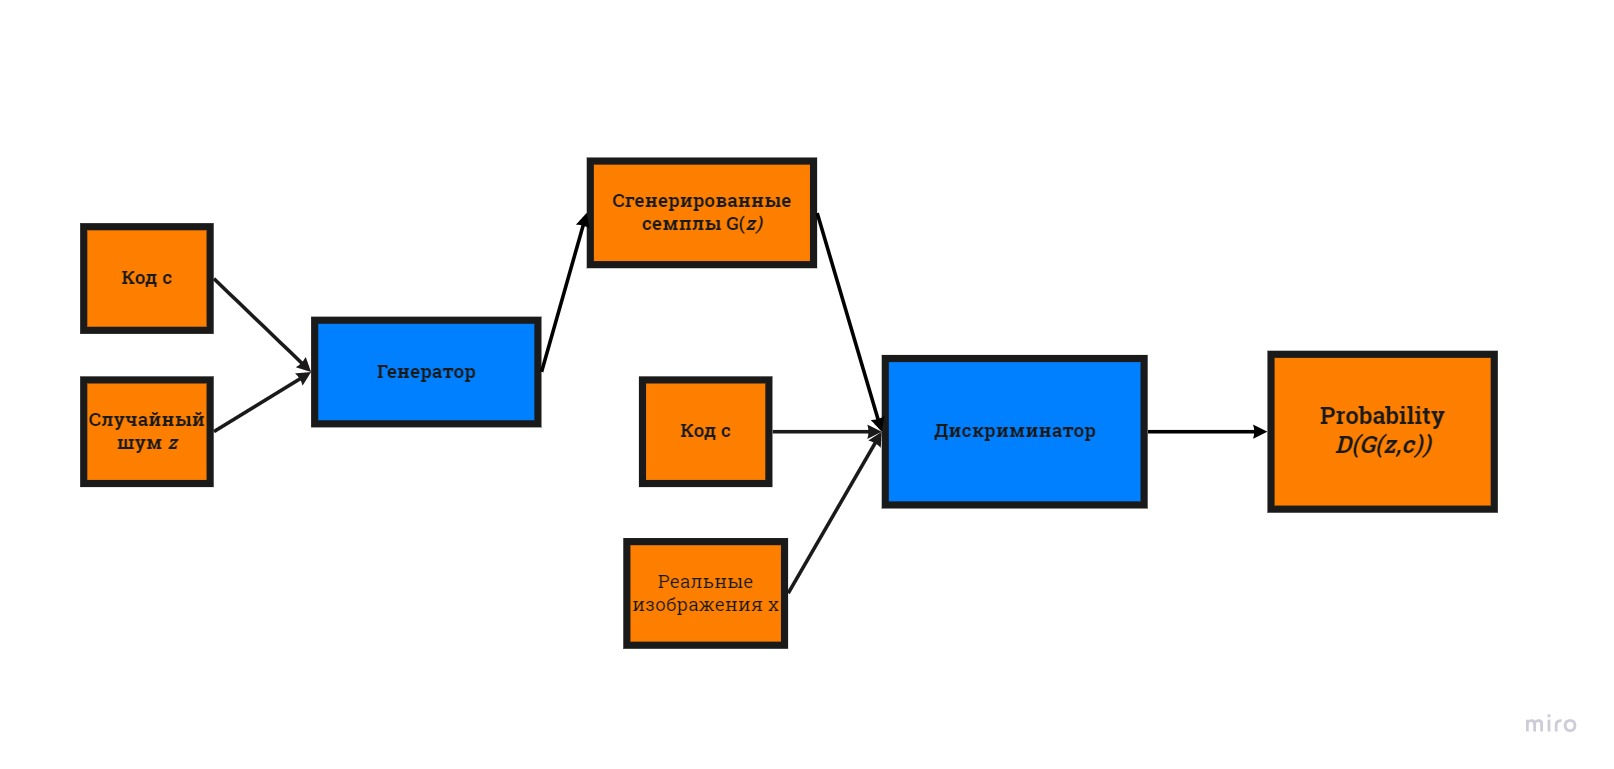 Сгенерированные
семплы G(z)
Код с
Генератор
Случайный
шум z
Код с
Дискриминатор
Probability
D(G(z,c))
Реальные
изображения х
miro